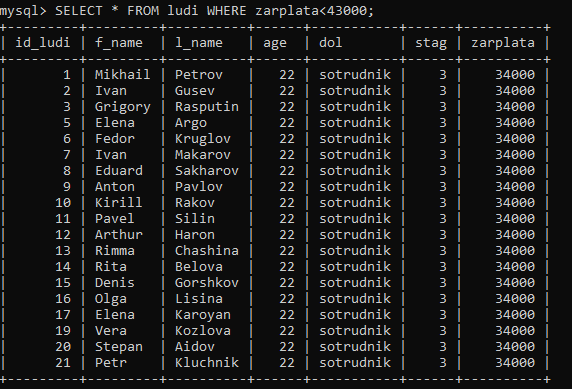 mysql> SELECT * FROM ludi WHERE zarplata<43000;
+---------+---------+----------+-----+-----------+------+----------+
| id_ludi | f_name  | l_name   | age | dol       | stag | zarplata |
+---------+---------+----------+-----+-----------+------+----------+
|       1 | Mikhail | Petrov   |  22 | sotrudnik |    3 |    34000 |
|       2 | Ivan    | Gusev    |  22 | sotrudnik |    3 |    34000 |
|       3 | Grigory | Rasputin |  22 | sotrudnik |    3 |    34000 |
|       5 | Elena   | Argo     |  22 | sotrudnik |    3 |    34000 |
|       6 | Fedor   | Kruglov  |  22 | sotrudnik |    3 |    34000 |
|       7 | Ivan    | Makarov  |  22 | sotrudnik |    3 |    34000 |
|       8 | Eduard  | Sakharov |  22 | sotrudnik |    3 |    34000 |
|       9 | Anton   | Pavlov   |  22 | sotrudnik |    3 |    34000 |
|      10 | Kirill  | Rakov    |  22 | sotrudnik |    3 |    34000 |
|      11 | Pavel   | Silin    |  22 | sotrudnik |    3 |    34000 |
|      12 | Arthur  | Haron    |  22 | sotrudnik |    3 |    34000 |
|      13 | Rimma   | Chashina |  22 | sotrudnik |    3 |    34000 |
|      14 | Rita    | Belova   |  22 | sotrudnik |    3 |    34000 |
|      15 | Denis   | Gorshkov |  22 | sotrudnik |    3 |    34000 |
|      16 | Olga    | Lisina   |  22 | sotrudnik |    3 |    34000 |
|      17 | Elena   | Karoyan  |  22 | sotrudnik |    3 |    34000 |
|      19 | Vera    | Kozlova  |  22 | sotrudnik |    3 |    34000 |
|      20 | Stepan  | Aidov    |  22 | sotrudnik |    3 |    34000 |
|      21 | Petr    | Kluchnik |  22 | sotrudnik |    3 |    34000 |
+---------+---------+----------+-----+-----------+------+----------+